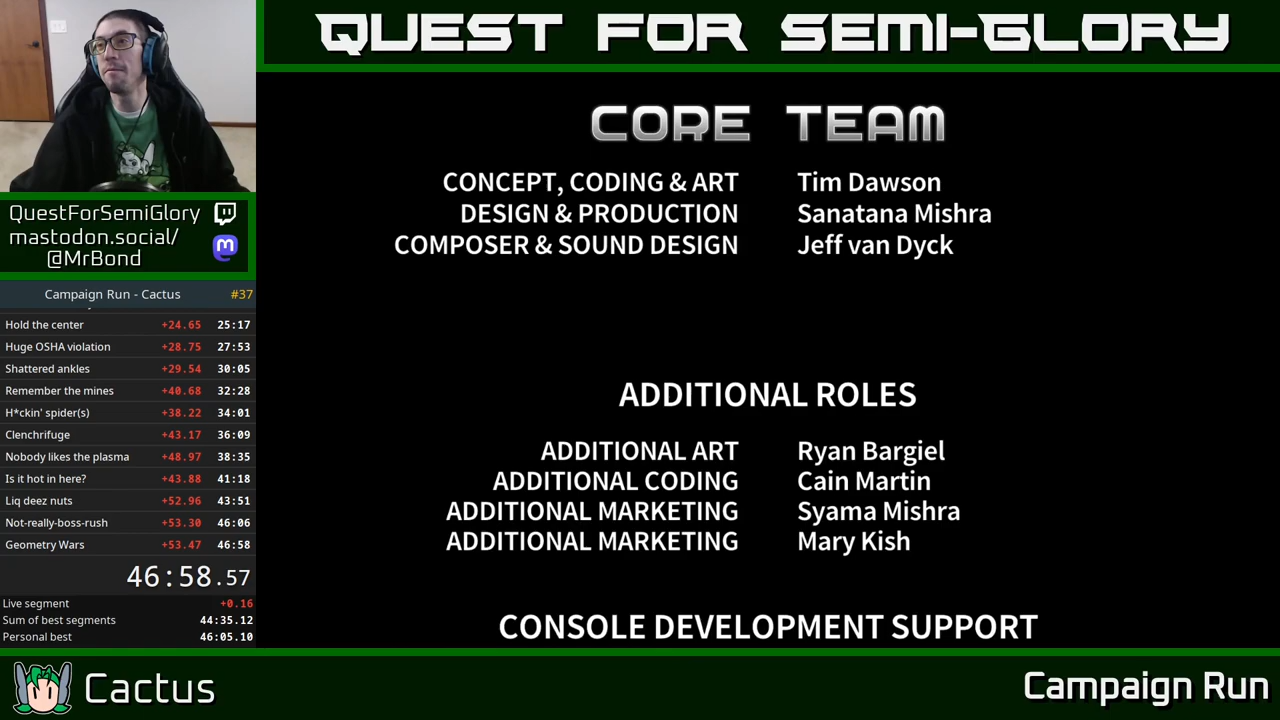 QUEST FOR SEMI-GLORY
QuestForSemiGlory
mastodon.social/
@MrBond
Campaign Run - Cactus #37
Hold the center +24.65 25:17
Huge OSHA violation +28.75 27:53
Shattered ankles +29.54 30:05
Remember the mines +40.68 32:28
H*ckin' spider(s) +38.22 34:01
Clenchrifuge +43.17 36:09
Nobody likes the plasma +48.97 38:35
Is it hot in here? +43.88 41:18
Liq deez nuts +52.96 43:51
Not-really-boss-rush +53.30 46:06
Geometry Wars +53.47 46:58
46:58.57
Live segment +0.16
Sum of best segments 44:35.12
Personal best 46:05.10
CORE TEAM
CONCEPT, CODING & ART Tim Dawson
DESIGN & PRODUCTION Sanatana Mishra
COMPOSER & SOUND DESIGN Jeff van Dyck
ADDITIONAL ROLES
ADDITIONAL ART Ryan Bargiel
ADDITIONAL CODING Cain Martin
ADDITIONAL MARKETING Syama Mishra
ADDITIONAL MARKETING Mary Kish
CONSOLE DEVELOPMENT SUPPORT
Cactus
Campaign Run